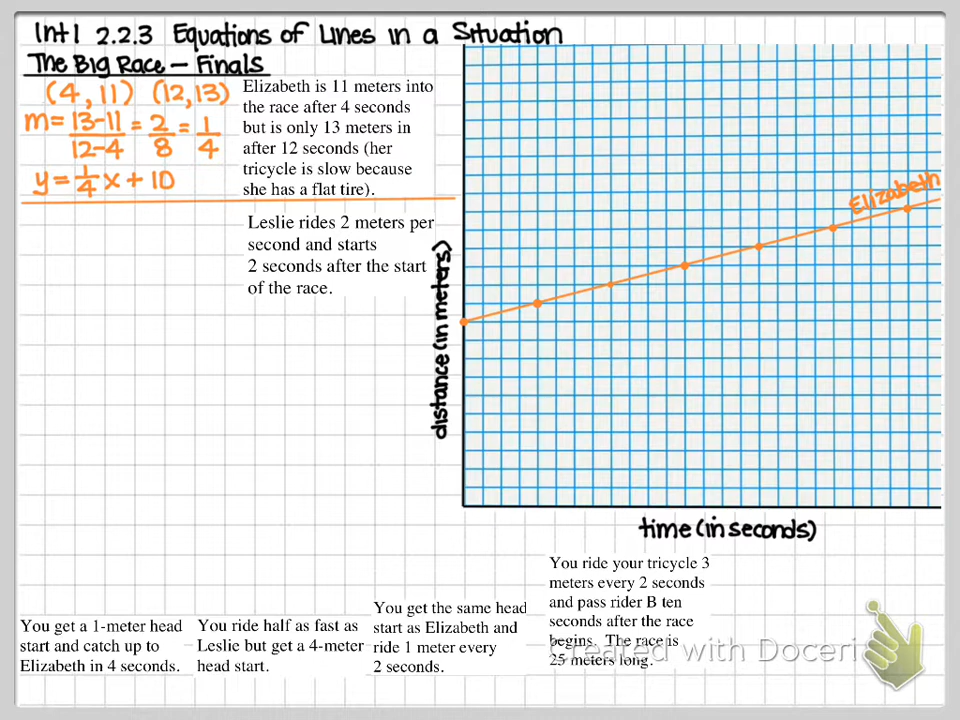 Int 1 2.2.3 Equations of Lines in a Situation
The Big Race – Finals
(4, 11) (12, 13)
m = 13-11 / 12-4 = 2/8 = 1/4
y = 1/4 x + 10
Elizabeth is 11 meters into
the race after 4 seconds
but is only 13 meters in
after 12 seconds (her
tricycle is slow because
she has a flat tire).
Leslie rides 2 meters per
second and starts
2 seconds after the start
of the race.
distance (in meters)
Elizabeth
time (in seconds)
You get a 1-meter head
start and catch up to
Elizabeth in 4 seconds.
You ride half as fast as
Leslie but get a 4-meter
head start.
You get the same head
start as Elizabeth and
ride 1 meter every
2 seconds.
You ride your tricycle 3
meters every 2 seconds
and pass rider B ten
seconds after the race
begins. The race is
25 meters long.
Created with Doceri